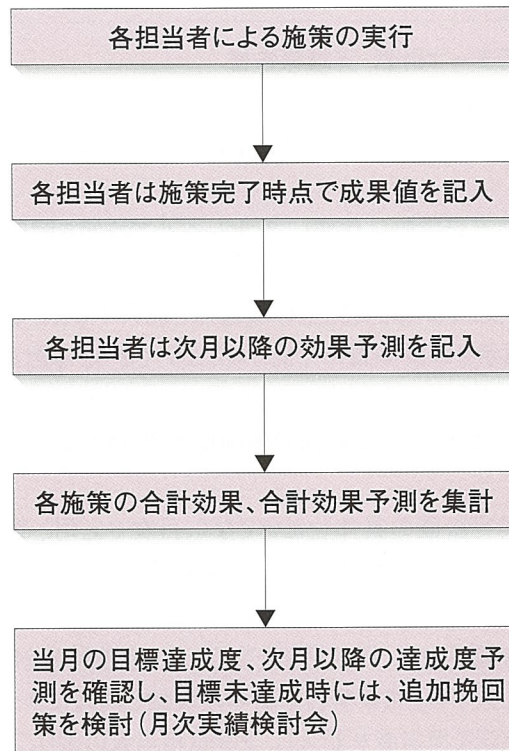 各担当者による施策の実行
各担当者は施策完了時点で成果値を記入
各担当者は次月以降の効果予測を記入
各施策の合計効果、合計効果予測を集計
当月の目標達成度、次月以降の達成度予
測を確認し、目標未達成時には、追加挽回
策を検討(月次実績検討会)